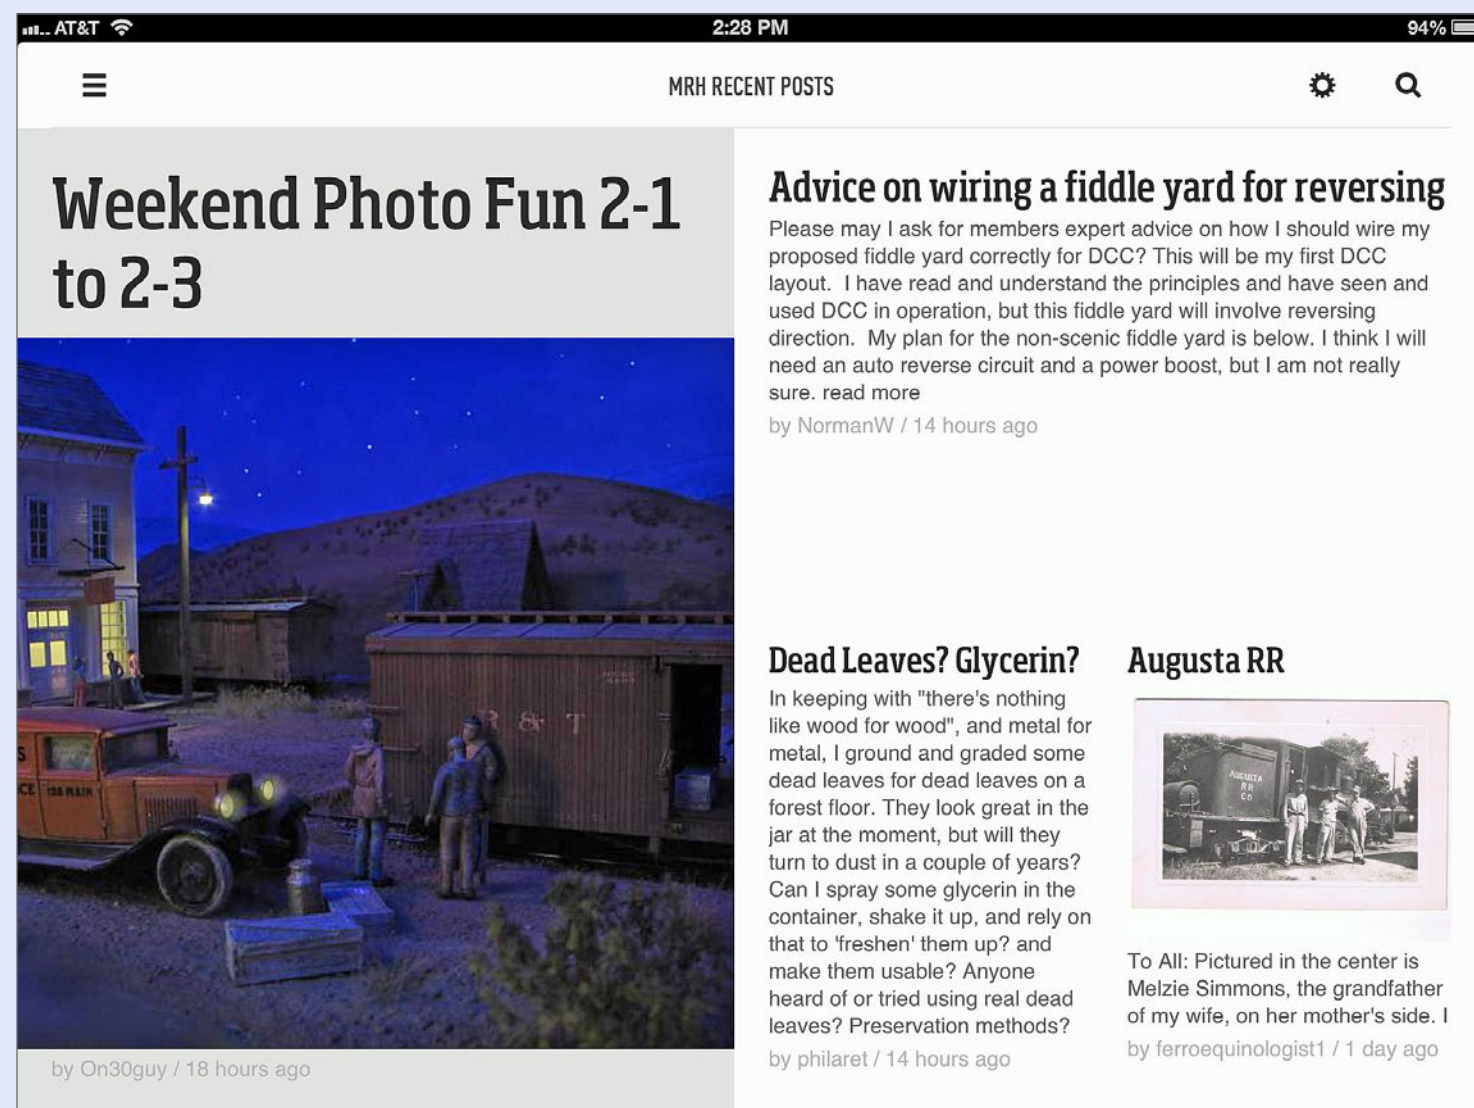 AT&T
2:28 PM
94%
MRH RECENT POSTS
Weekend Photo Fun 2-1
to 2-3
R & T
138 MAIN
by On30guy / 18 hours ago
Advice on wiring a fiddle yard for reversing
Please may I ask for members expert advice on how I should wire my
proposed fiddle yard correctly for DCC? This will be my first DCC
layout.  I have read and understand the principles and have seen and
used DCC in operation, but this fiddle yard will involve reversing
direction.  My plan for the non-scenic fiddle yard is below. I think I will
need an auto reverse circuit and a power boost, but I am not really
sure. read more
by NormanW / 14 hours ago
Dead Leaves? Glycerin?
In keeping with "there's nothing
like wood for wood", and metal for
metal, I ground and graded some
dead leaves for dead leaves on a
forest floor. They look great in the
jar at the moment, but will they
turn to dust in a couple of years?
Can I spray some glycerin in the
container, shake it up, and rely on
that to 'freshen' them up? and
make them usable? Anyone
heard of or tried using real dead
leaves? Preservation methods?
by philaret / 14 hours ago
Augusta RR
AUGUSTA
RR
CO
To All: Pictured in the center is
Melzie Simmons, the grandfather
of my wife, on her mother's side. I
by ferroequinologist1 / 1 day ago